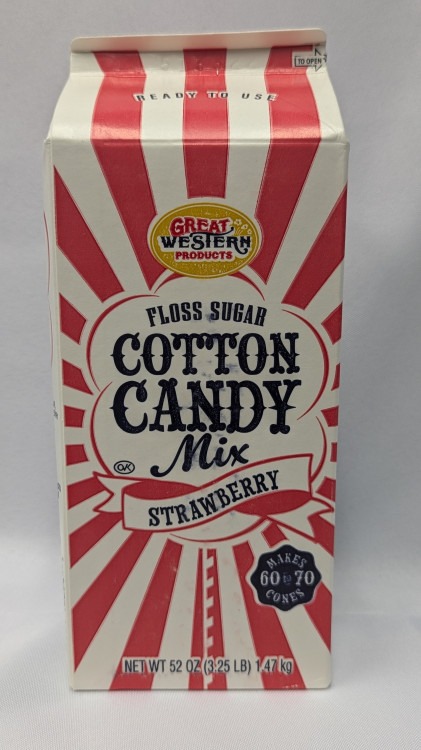 TO OPEN
READY TO USE
GREAT
WESTERN
PRODUCTS
FLOSS SUGAR
COTTON
CANDY
Mix
STRAWBERRY
MAKES
60 to 70
CONES
NET WT 52 OZ (3.25 LB) 1.47 kg